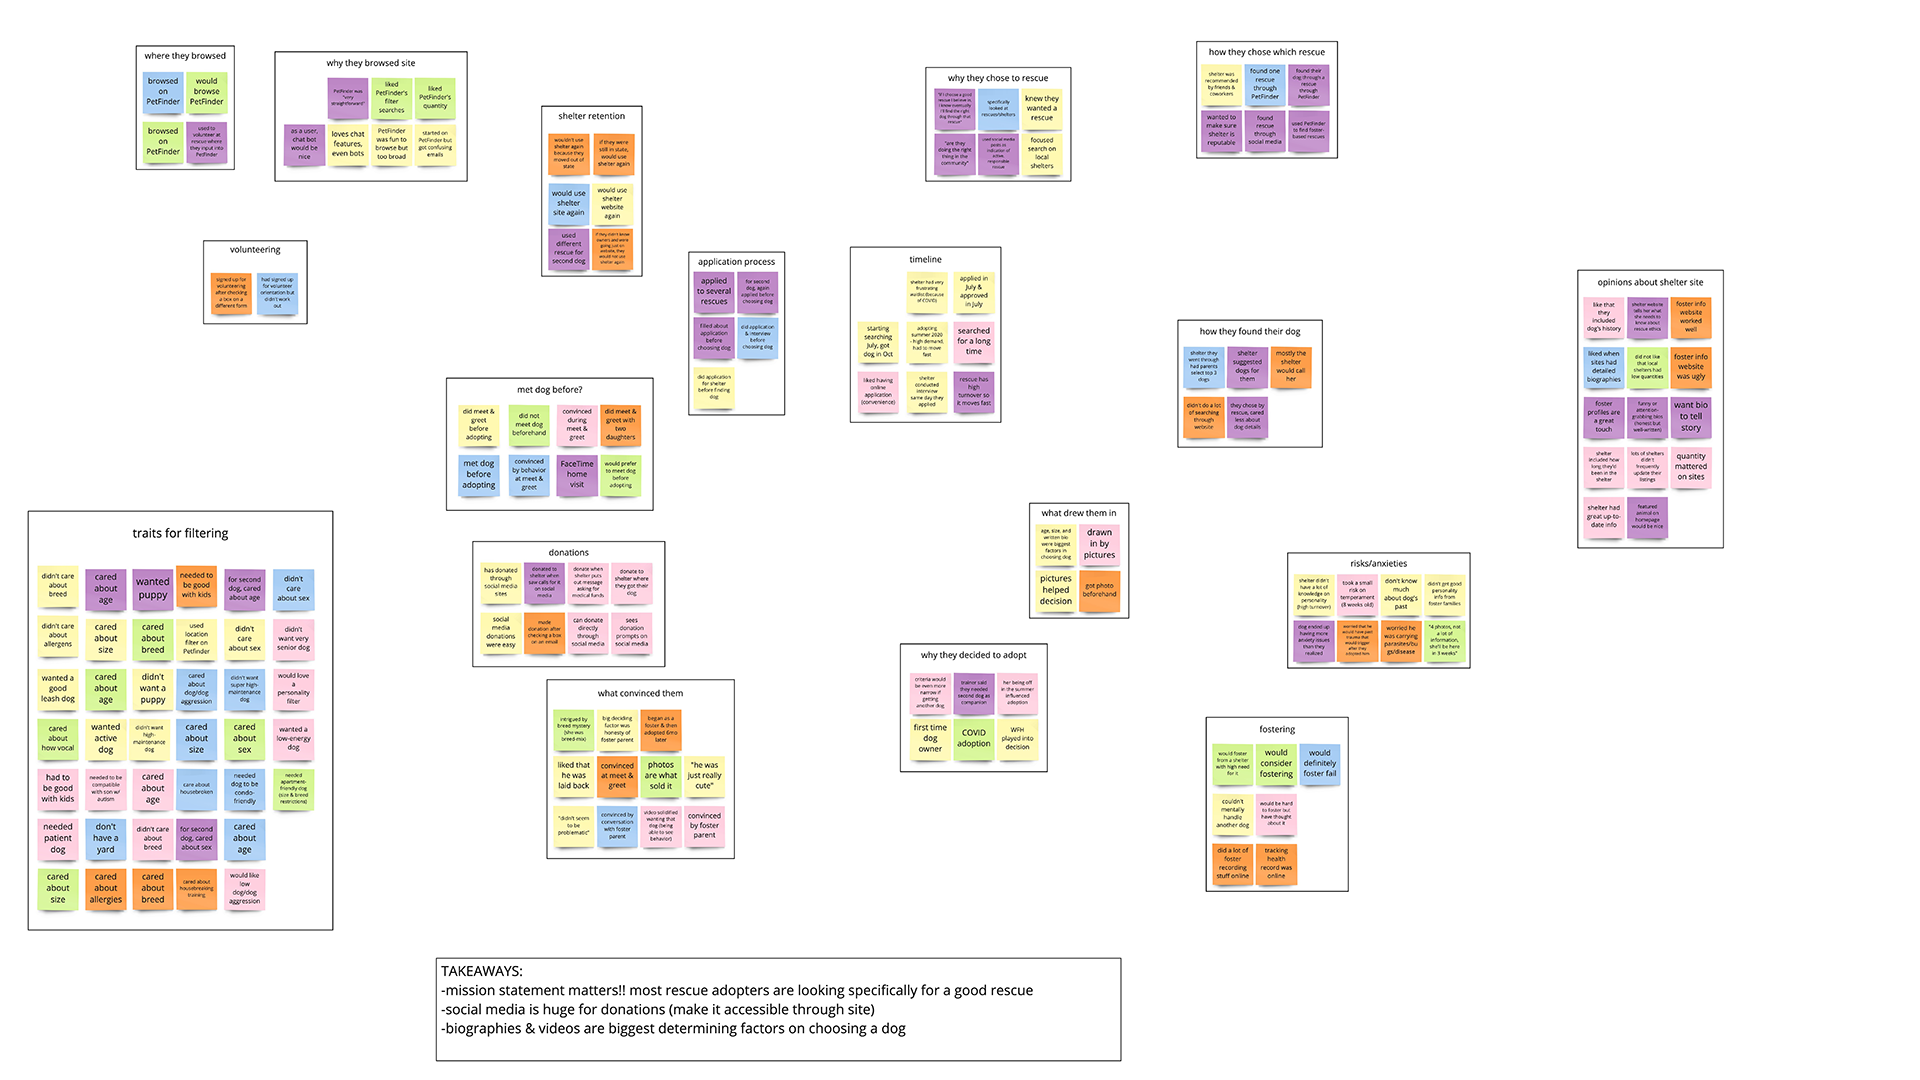 where they browsed
browsed
on
PetFinder
would
browse
PetFinder
browsed
on
PetFinder
used to
volunteer at
rescue where
they input into
PetFinder
why they browsed site
PetFinder was
"very
straightforward"
liked
PetFinder's
filter
searches
liked
PetFinder's
quantity
as a user,
chat bot
would be
nice
loves chat
features,
even bots
PetFinder
was fun to
browse but
too broad
started on
PetFinder but
got confusing
emails
shelter retention
wouldn't use
shelter again
because they
moved out of
state
if they were
still in state,
would use
shelter again
would use
shelter
site again
would use
shelter
website
again
used
different
rescue for
second dog
if they didn't know
owners and were
going just on
website, they
would not use
shelter again
why they chose to rescue
"if I choose a good
rescue I believe is
I know eventually
I'll find the right
dog through that
rescue"
specifically
looked at
rescues/shelters
knew they
wanted a
rescue
"are they
doing the right
thing in the
community"
used social media
posts as
indication of
active,
responsible
rescue
focused
search on
local
shelters
how they chose which rescue
shelter was
recommended
by friends &
coworkers
found one
rescue
through
PetFinder
found their
dog through a
rescue
through
PetFinder
wanted to
make sure
shelter is
reputable
found
rescue
through
social media
used PetFinder
to find foster-
based rescues
volunteering
signed up for
volunteering
after checking
a box on a
different form
had signed up
for volunteer
orientation but
didn't work
out
application process
applied
to several
rescues
for second
dog, again
applied before
choosing dog
filled about
application
before
choosing dog
did application
& interview
before
choosing dog
did application
for shelter
before finding
dog
timeline
shelter had very
frustrating
waitlist (because
of COVID)
applied in
July &
approved
in July
starting
searching
July, got
dog in Oct
adopting
summer 2020
- high demand,
had to move
fast
searched
for a long
time
liked having
online
application
(convenience)
shelter
conducted
interview
same day they
applied
rescue has
high
turnover so
it moves fast
how they found their dog
shelter they
went through
had parents
select top 3
dogs
shelter
suggested
dogs for
them
mostly the
shelter
would call
her
didn't do a lot
of searching
through
website
they chose by
rescue, cared
less about
dog details
opinions about shelter site
like that
they
included
dog's history
shelter website
tells her what
she needs to
know about
rescue ethics
foster info
website
worked
well
liked when
sites had
detailed
biographies
did not like
that local
shelters had
low quantities
foster info
website
was ugly
foster
profiles are
a great
touch
funny or
attention-
grabbing bios
(honest but
well-written)
want bio
to tell
story
shelter
included how
long they'd
been in the
shelter
lots of shelters
didn't
frequently
update their
listings
quantity
mattered
on sites
shelter had
great up-to-
date info
featured
animal on
homepage
would be nice
met dog before?
did meet &
greet
before
adopting
did not
meet dog
beforehand
convinced
during
meet &
greet
did meet &
greet with
two
daughters
met dog
before
adopting
convinced
by behavior
at meet &
greet
FaceTime
home
visit
would prefer
to meet dog
before
adopting
traits for filtering
didn't care
about
breed
cared
about
age
wanted
puppy
needed to
be good
with kids
for second
dog, cared
about age
didn't
care
about sex
didn't care
about
allergens
cared
about
size
cared
about
breed
used
location
filter on
Petfinder
didn't
care
about sex
didn't
want very
senior dog
wanted a
good
leash dog
cared
about
age
didn't
want a
puppy
cared
about
dog/dog
aggression
didn't want
super high-
maintenance
dog
would love
a
personality
filter
cared
about
how vocal
wanted
active
dog
didn't want
high-
maintenance
dog
cared
about
size
cared
about
sex
wanted a
low-energy
dog
had to
be good
with kids
needed to be
compatible
with son w/
autism
cared
about
age
care about
housebroken
needed
dog to be
condo-
friendly
needed
apartment-
friendly dog
(size & breed
restrictions)
needed
patient
dog
don't
have a
yard
didn't care
about
breed
for second
dog, cared
about sex
cared
about
age
cared
about
size
cared
about
allergies
cared
about
breed
cared about
housebreaking
training
would like
low
dog/dog
aggression
donations
has donated
through
social media
sites
donated to
shelter when
saw calls for it
on social
media
donate when
shelter puts
out message
asking for
medical funds
donate to
shelter where
they got their
dog
social
media
donations
were easy
made
donation after
checking a box
on an email
can donate
directly
through
social media
sees
donation
prompts on
social media
what drew them in
age, size, and
written bio
were biggest
factors in
choosing dog
drawn
in by
pictures
pictures
helped
decision
got photo
beforehand
risks/anxieties
shelter didn't
have a lot of
knowledge on
personality
(high turnover)
took a small
risk on
temperament
(8 weeks old)
don't know
much
about dog's
past
didn't get good
personality
info from
foster families
dog ended up
having more
anxiety issues
than they
realized
worried that he
would have past
trauma that
would trigger
after they
adopted him
worried he
was carrying
parasites/bu
gs/disease
"4 photos, not
a lot of
information,
she'll be here
in 3 weeks"
what convinced them
intrigued by
breed mystery
(she was
breed mix)
big deciding
factor was
honesty of
foster parent
began as a
foster & then
adopted 6mo
later
liked that
he was
laid back
convinced
at meet &
greet
photos
are what
sold it
"he was
just really
cute"
"didn't seem
to be
problematic"
convinced by
conversation
with foster
parent
video solidified
wanting that
dog (being
able to see
behavior)
convinced
by foster
parent
why they decided to adopt
criteria would
be even more
narrow if
getting
another dog
trainor said
they needed
second dog as
companion
her being off
in the summer
influenced
adoption
first time
dog
owner
COVID
adoption
WFH
played into
decision
fostering
would foster
from a shelter
with high need
for it
would
consider
fostering
would
definitely
foster fail
couldn't
mentally
handle
another dog
would be hard
to foster but
have thought
about it
did a lot of
foster
recording
stuff online
tracking
health
record was
online
TAKEAWAYS:
-mission statement matters!! most rescue adopters are looking specifically for a good rescue
-social media is huge for donations (make it accessible through site)
-biographies & videos are biggest determining factors on choosing a dog